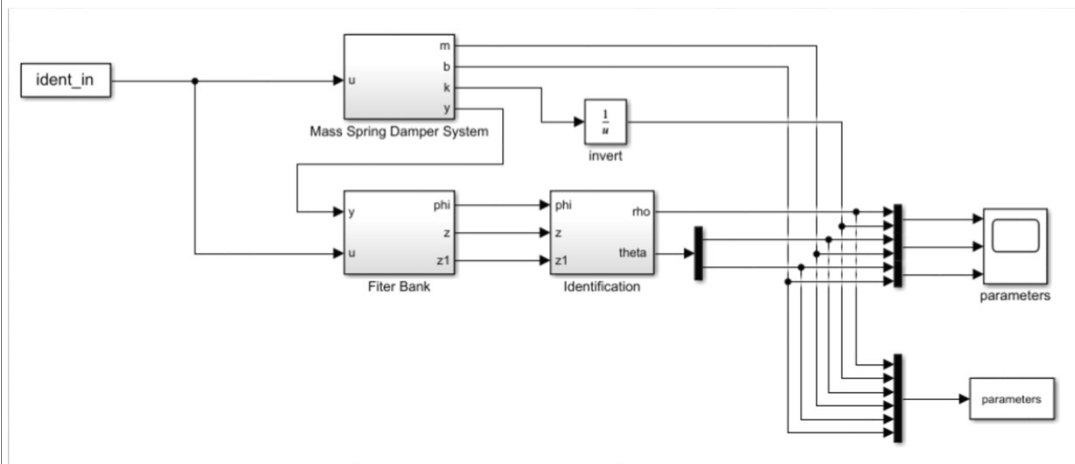 ident_in
u
m
b
k
y
Mass Spring Damper System
1
u
invert
y
u
phi
z
z1
Fiter Bank
phi
z
z1
rho
theta
Identification
parameters
parameters